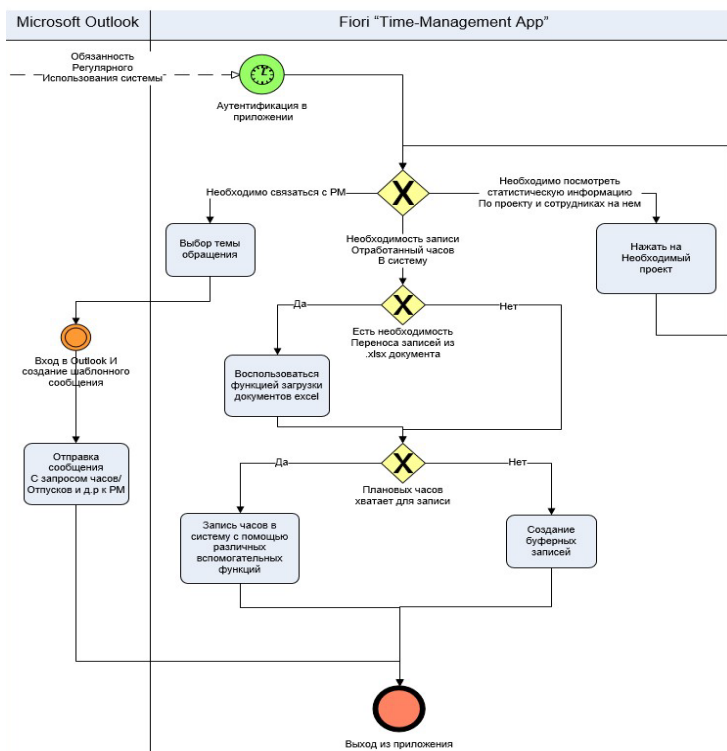 Microsoft Outlook
Fiori “Time-Management App”
Обязанность
Регулярного
Использования системы
Аутентификация в
приложении
Необходимо связаться с PM
Необходимо посмотреть
статистическую информацию
По проекту и сотрудниках на нем
Выбор темы
обращения
Необходимость записи
Отработанный часов
В систему
Нажать на
Необходимый
проект
Да
Нет
Есть необходимость
Переноса записей из
.xlsx документа
Вход в Outlook И
создание шаблонного
сообщения
Воспользоваться
функцией загрузки
документов excel
Отправка
сообщения
С запросом часов/
Отпусков и д.р к PM
Да
Нет
Плановых часов
хватает для записи
Запись часов в
систему с помощью
различных
вспомогательных
функций
Создание
буферных
записей
Выход из приложения